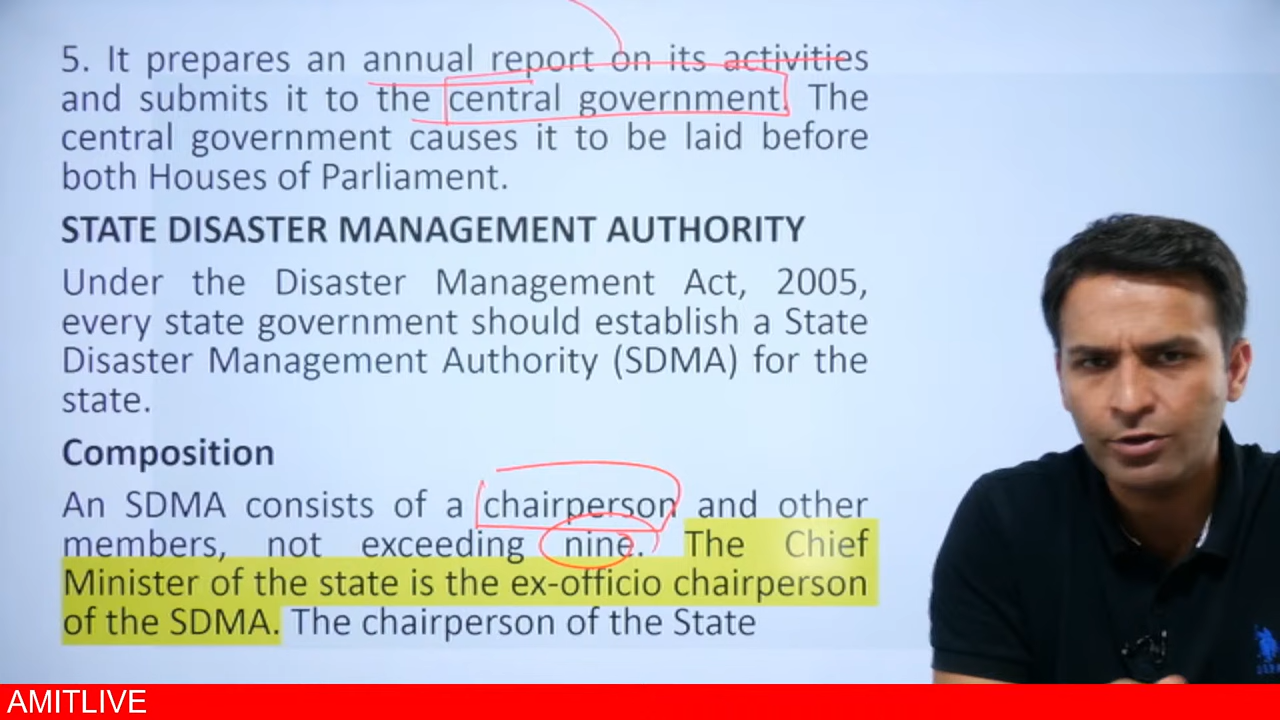 5. It prepares an annual report on its activities
and submits it to the central government. The
central government causes it to be laid before
both Houses of Parliament.
STATE DISASTER MANAGEMENT AUTHORITY
Under the Disaster Management Act, 2005,
every state government should establish a State
Disaster Management Authority (SDMA) for the
state.
Composition
An SDMA consists of a chairperson and other
members, not exceeding nine. The Chief
Minister of the state is the ex-officio chairperson
of the SDMA. The chairperson of the State
AMITLIVE